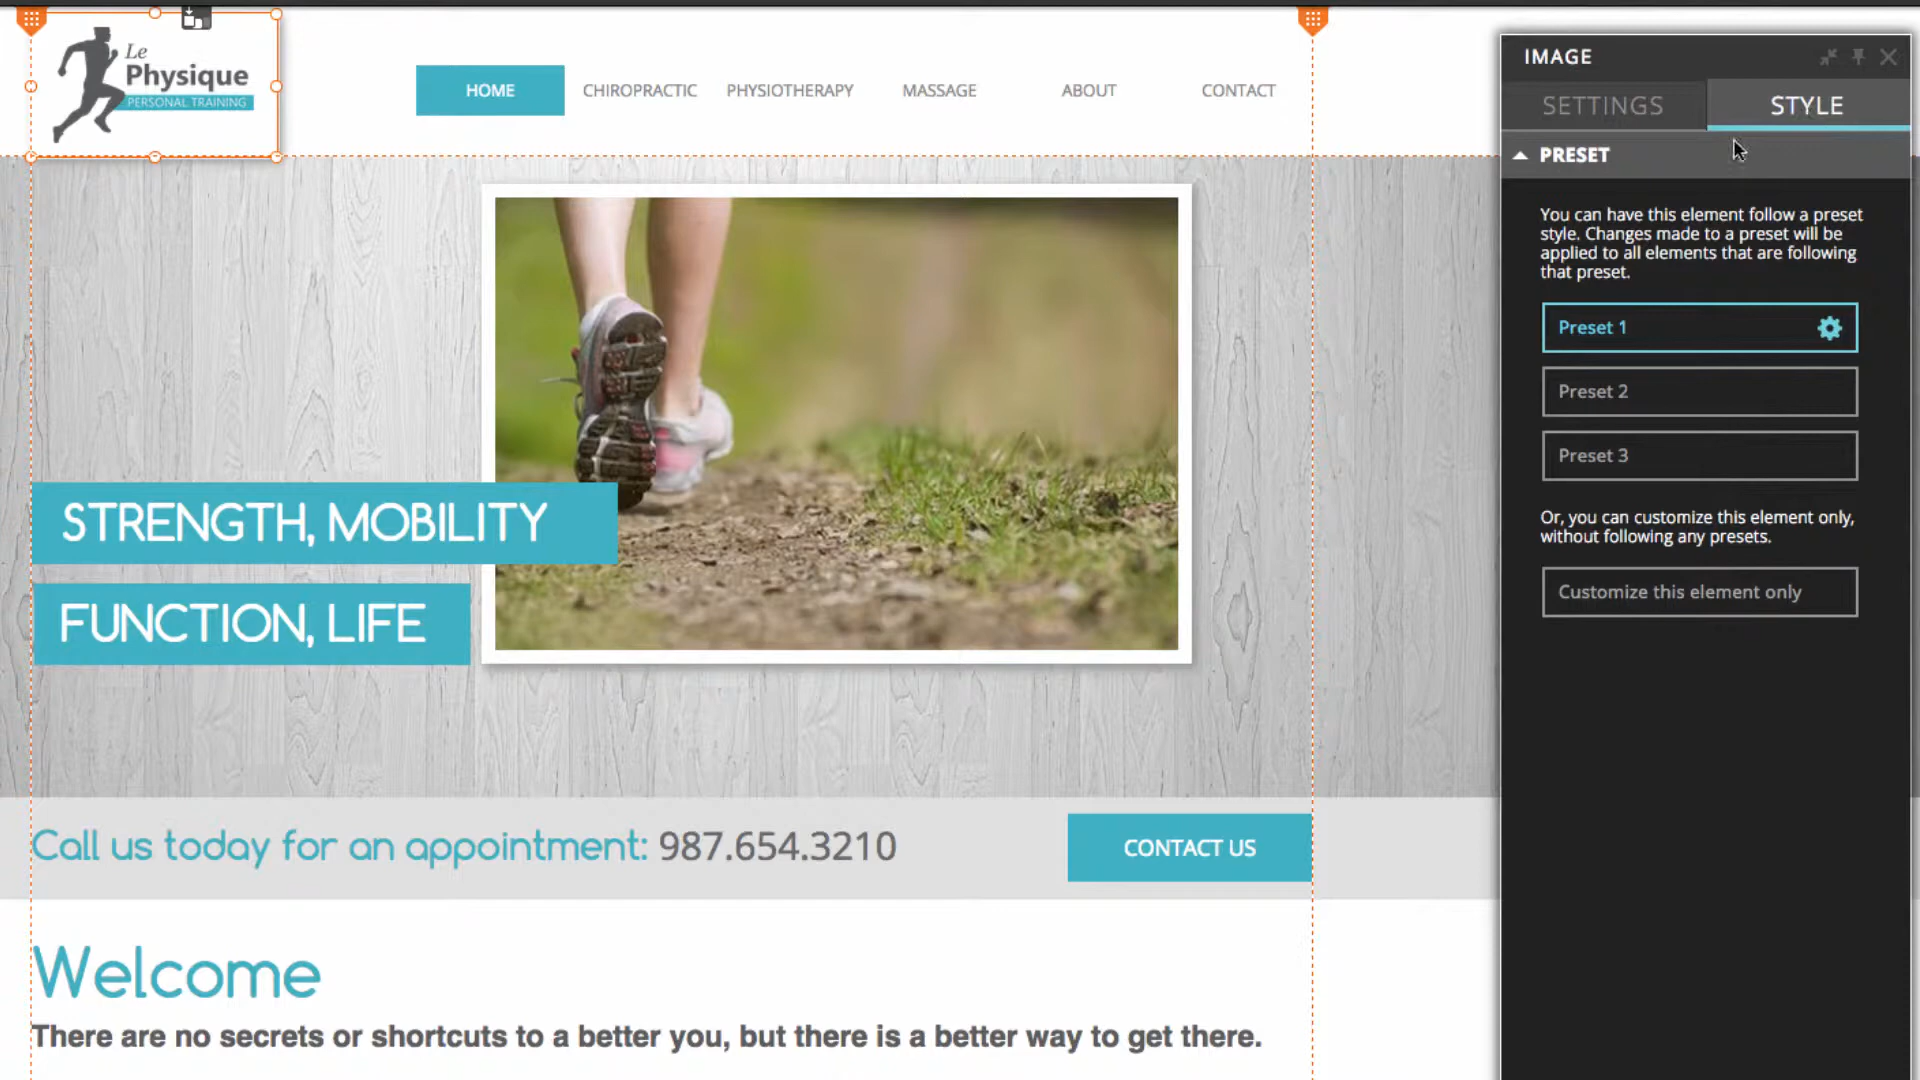 Le
Physique
PERSONAL TRAINING
HOME
CHIROPRACTIC
PHYSIOTHERAPY
MASSAGE
ABOUT
CONTACT
STRENGTH, MOBILITY
FUNCTION, LIFE
Call us today for an appointment: 987.654.3210
CONTACT US
Welcome
There are no secrets or shortcuts to a better you, but there is a better way to get there.
IMAGE
SETTINGS
STYLE
PRESET
You can have this element follow a preset
style. Changes made to a preset will be
applied to all elements that are following
that preset.
Preset 1
Preset 2
Preset 3
Or, you can customize this element only,
without following any presets.
Customize this element only